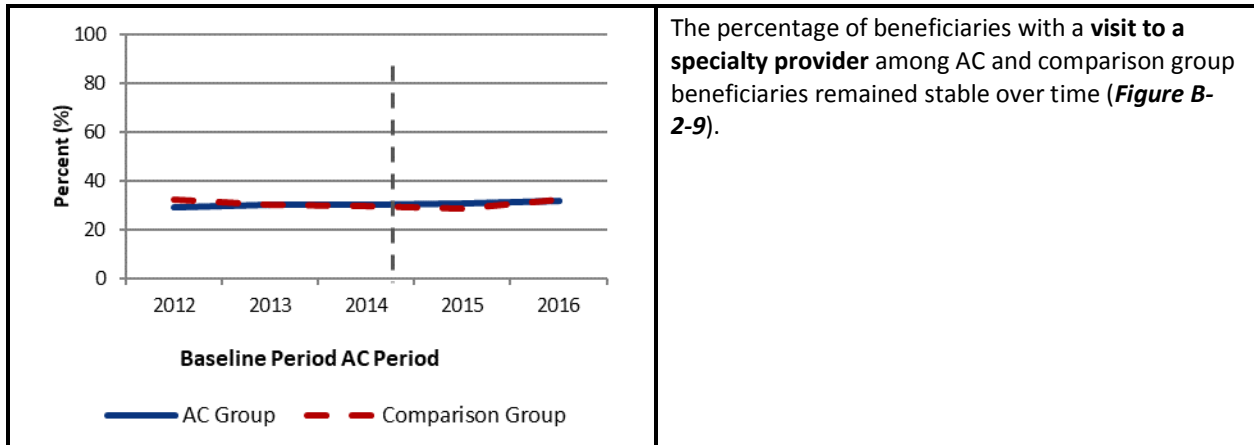 100
80
60
40
20
0
Percent (%)
2012 2013 2014 2015 2016
Baseline Period AC Period
AC Group Comparison Group
The percentage of beneficiaries with a visit to a
specialty provider among AC and comparison group
beneficiaries remained stable over time (Figure B-
2-9).